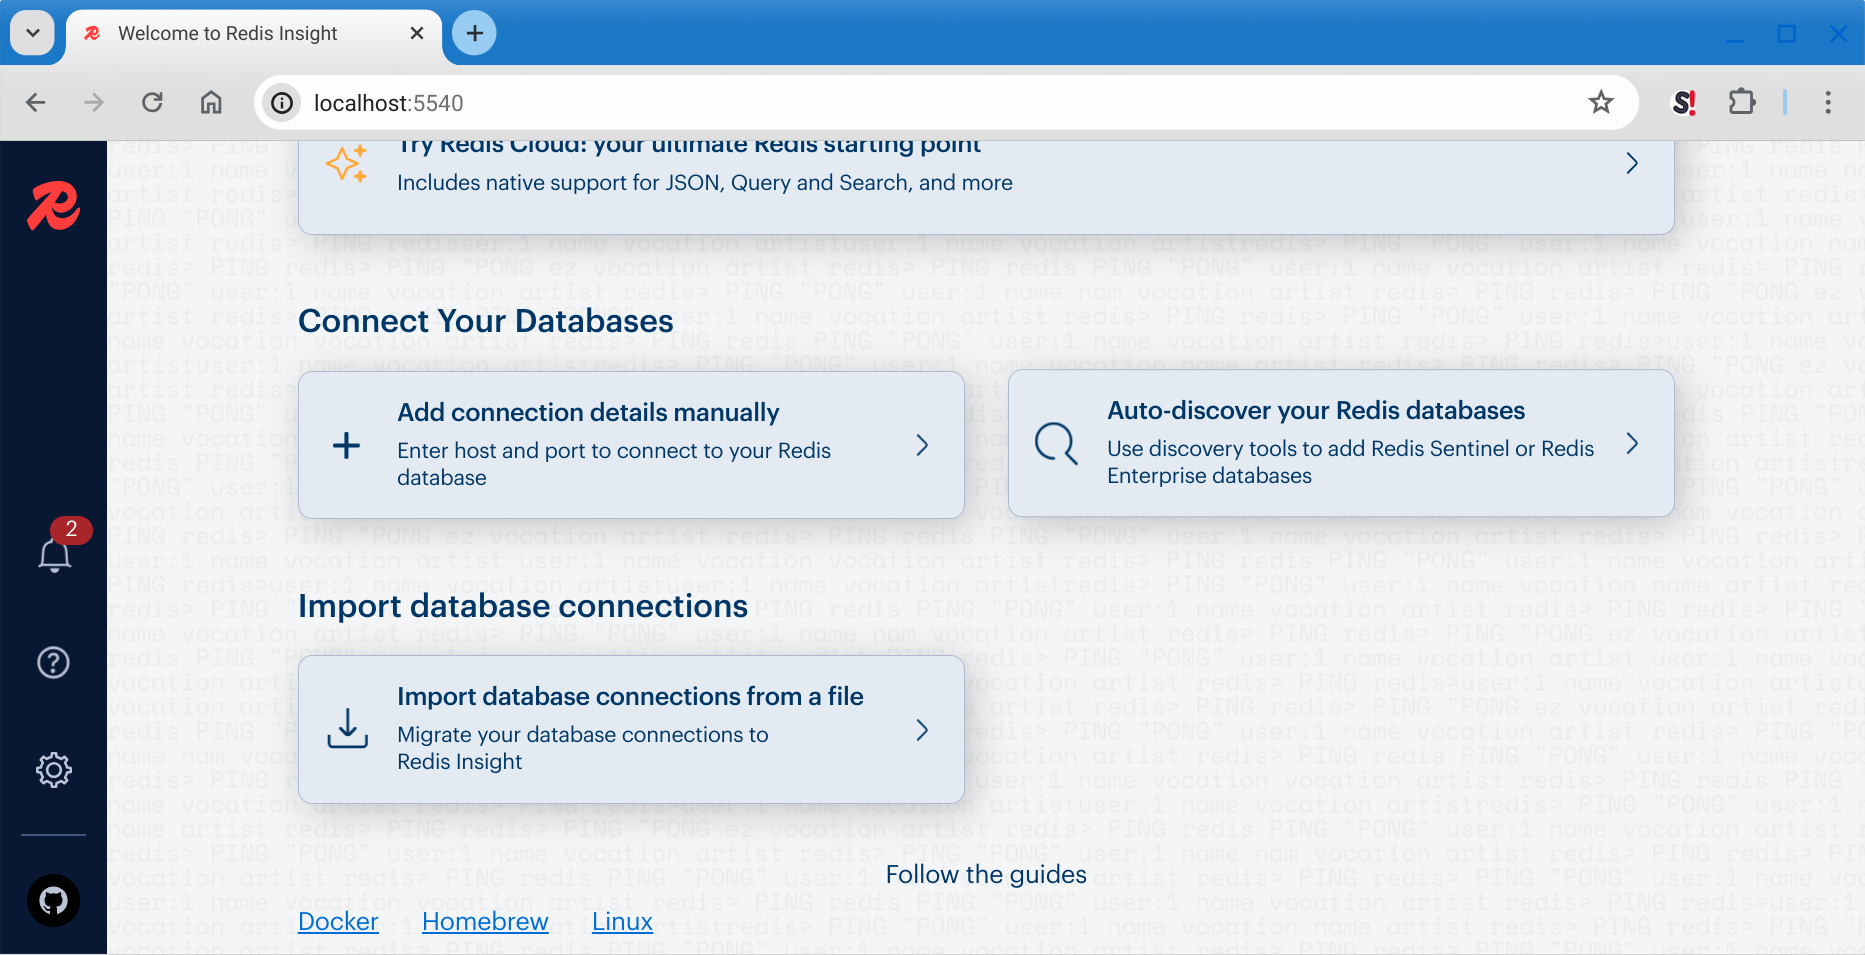 Welcome to Redis Insight
localhost:5540
Try Redis Cloud: your ultimate Redis starting point
Includes native support for JSON, Query and Search, and more
Connect Your Databases
Add connection details manually
Enter host and port to connect to your Redis
database
Auto-discover your Redis databases
Use discovery tools to add Redis Sentinel or Redis
Enterprise databases
2
Import database connections
Import database connections from a file
Migrate your database connections to
Redis Insight
Follow the guides
Docker
Homebrew
Linux